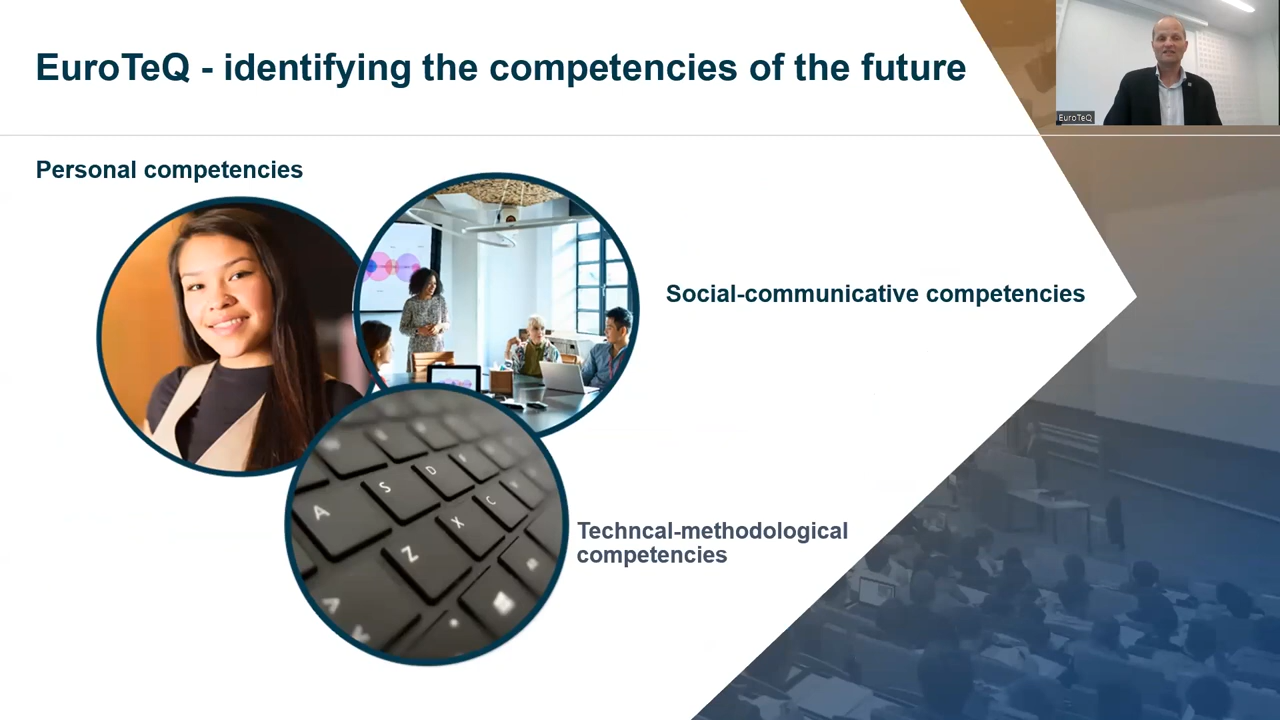 EuroTeQ - identifying the competencies of the future
EuroTeQ
Personal competencies
Social-communicative competencies
Techncal-methodological
competencies
A
S
D
Z
X
C